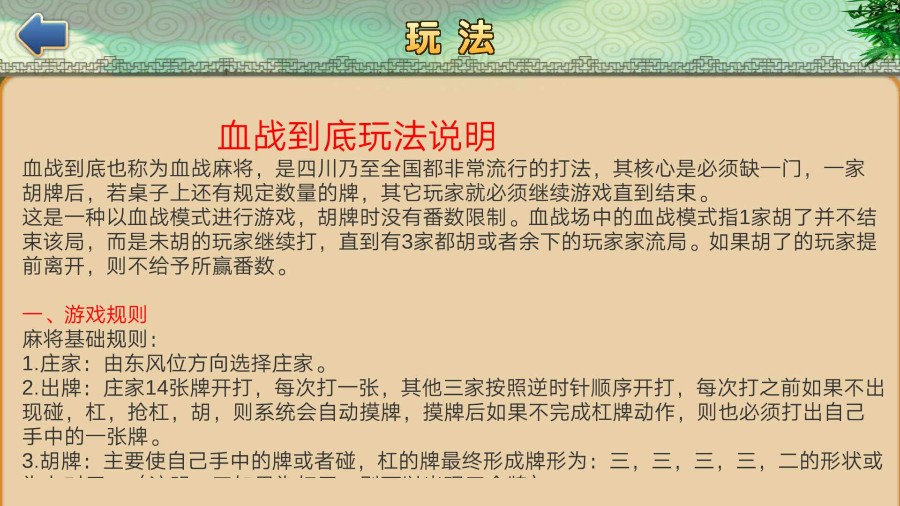 玩法
血战到底玩法说明
血战到底也称为血战麻将，是四川乃至全国都非常流行的打法，其核心是必须缺一门，一家
胡牌后，若桌子上还有规定数量的牌，其它玩家就必须继续游戏直到结束。
这是一种以血战模式进行游戏，胡牌时没有番数限制。血战场中的血战模式指1家胡了并不结
束该局，而是未胡的玩家继续打，直到有3家都胡或者余下的玩家家流局。如果胡了的玩家提
前离开，则不给予所赢番数。
一、游戏规则
麻将基础规则：
1.庄家：由东风位方向选择庄家。
2.出牌：庄家14张牌开打，每次打一张，其他三家按照逆时针顺序开打，每次打之前如果不出
现碰，杠，抢杠，胡，则系统会自动摸牌，摸牌后如果不完成杠牌动作，则也必须打出自己
手中的一张牌。
3.胡牌：主要使自己手中的牌或者碰，杠的牌最终形成牌形为：三，三，三，三，二的形状或